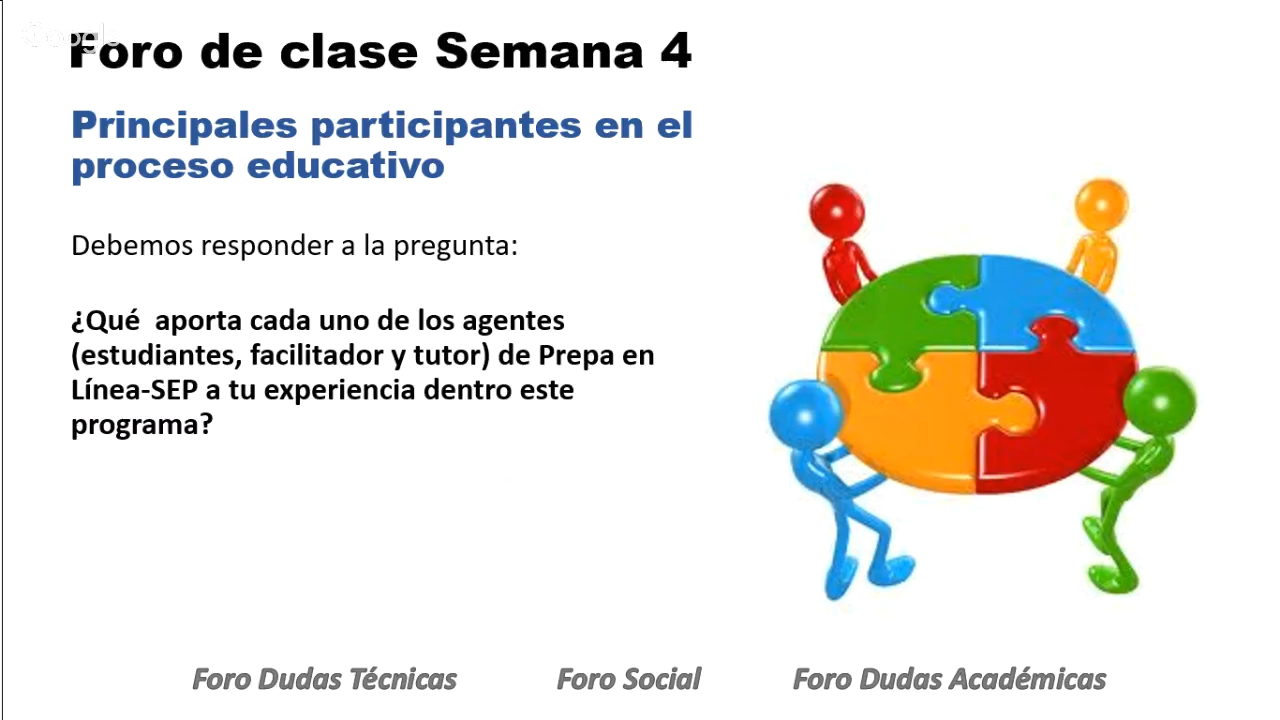 Google
Foro de clase Semana 4
Principales participantes en el
proceso educativo
Debemos responder a la pregunta:
¿Qué  aporta cada uno de los agentes
(estudiantes, facilitador y tutor) de Prepa en
Línea-SEP a tu experiencia dentro este
programa?
Foro Dudas Técnicas
Foro Social
Foro Dudas Académicas